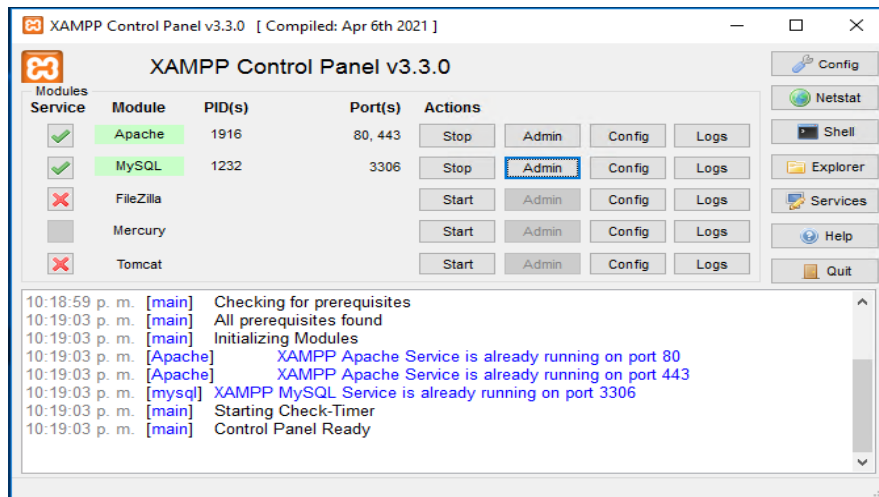 XAMPP Control Panel v3.3.0 [ Compiled: Apr 6th 2021 ]
XAMPP Control Panel v3.3.0
Config
Modules
Netstat
Service Module PID(s) Port(s) Actions
Apache 1916 80, 443 Stop Admin Config Logs
Shell
MySQL 1232 3306 Stop Admin Config Logs
Explorer
FileZilla Start Admin Config Logs
Services
Mercury Start Admin Config Logs
Help
Tomcat Start Admin Config Logs
Quit
10:18:59 p. m. [main] Checking for prerequisites
10:19:03 p. m. [main] All prerequisites found
10:19:03 p. m. [main] Initializing Modules
10:19:03 p. m. [Apache] XAMPP Apache Service is already running on port 80
10:19:03 p. m. [Apache] XAMPP Apache Service is already running on port 443
10:19:03 p. m. [mysql] XAMPP MySQL Service is already running on port 3306
10:19:03 p. m. [main] Starting Check-Timer
10:19:03 p. m. [main] Control Panel Ready